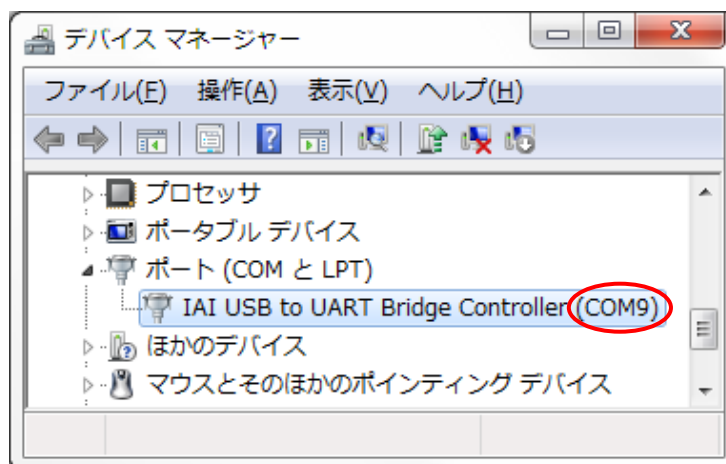 デバイス マネージャー
ファイル(F) 操作(A) 表示(V) ヘルプ(H)
プロセッサ
ポータブル デバイス
ポート (COM と LPT)
IAI USB to UART Bridge Controller (COM9)
ほかのデバイス
マウスとそのほかのポインティング デバイス